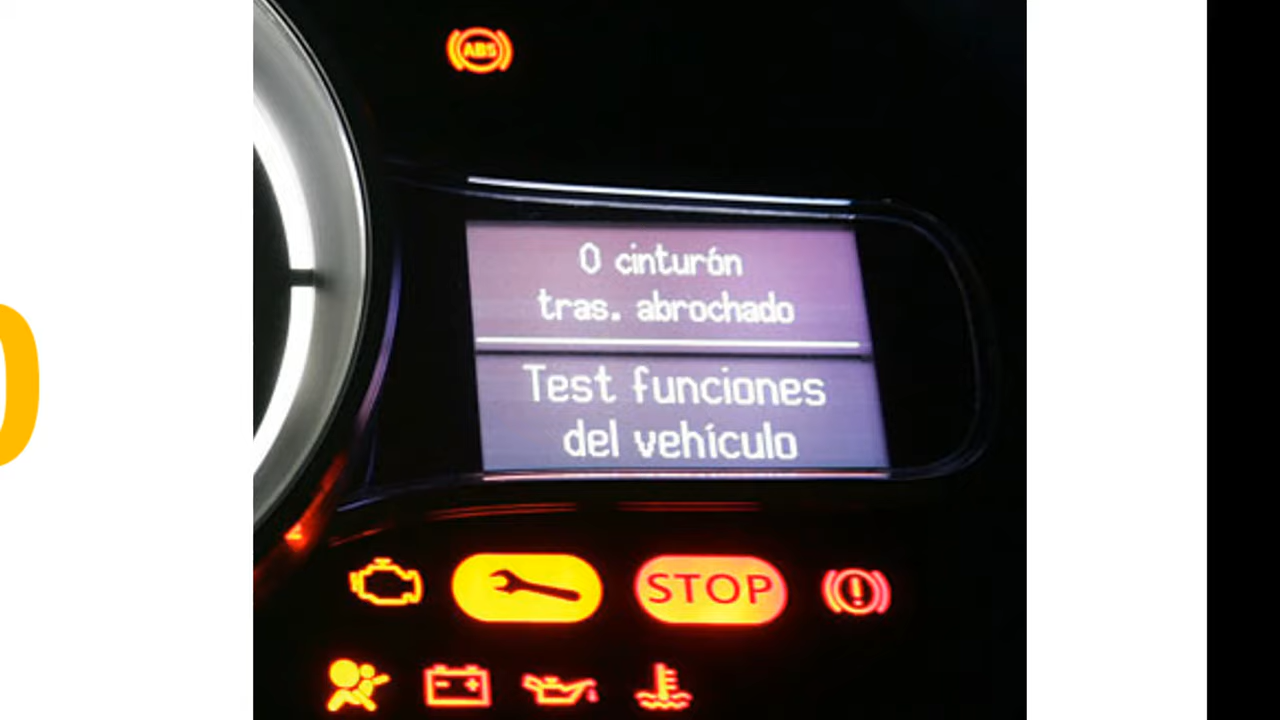 ABS
0 cinturón
tras. abrochado
Test funciones
del vehículo
STOP